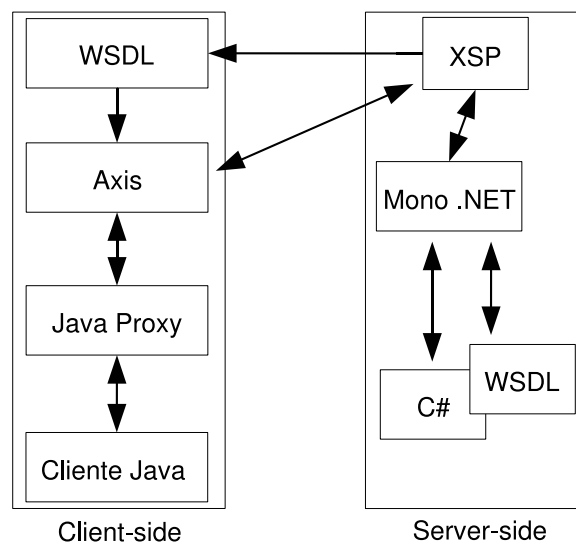 WSDL
Axis
Java Proxy
Cliente Java
Client-side
XSP
Mono .NET
C#
WSDL
Server-side